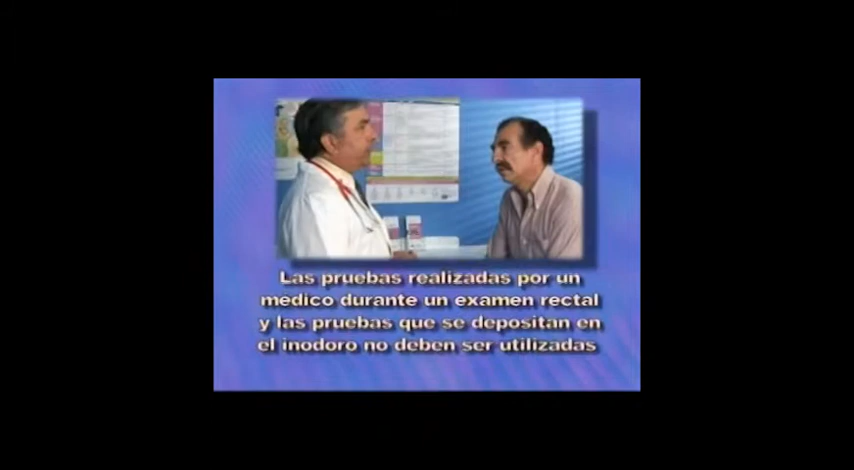 Las pruebas realizadas por un
medico durante un examen rectal
y las pruebas que se depositan en
el inodoro no deben ser utilizadas